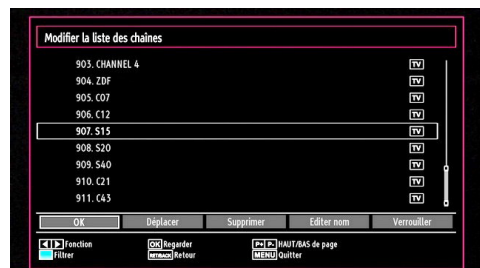 Modifier la liste des chaînes
903. CHANNEL 4 TV
904. ZDF TV
905. C07 TV
906. C12 TV
907. S15 TV
908. S20 TV
909. S40 TV
910. C21 TV
911. C43 TV
OK Déplacer Supprimer Editer nom Verrouiller
Fonction OK Regarder P+ P- HAUT/BAS de page
Filtrer RET/BACK Retour MENU Quitter